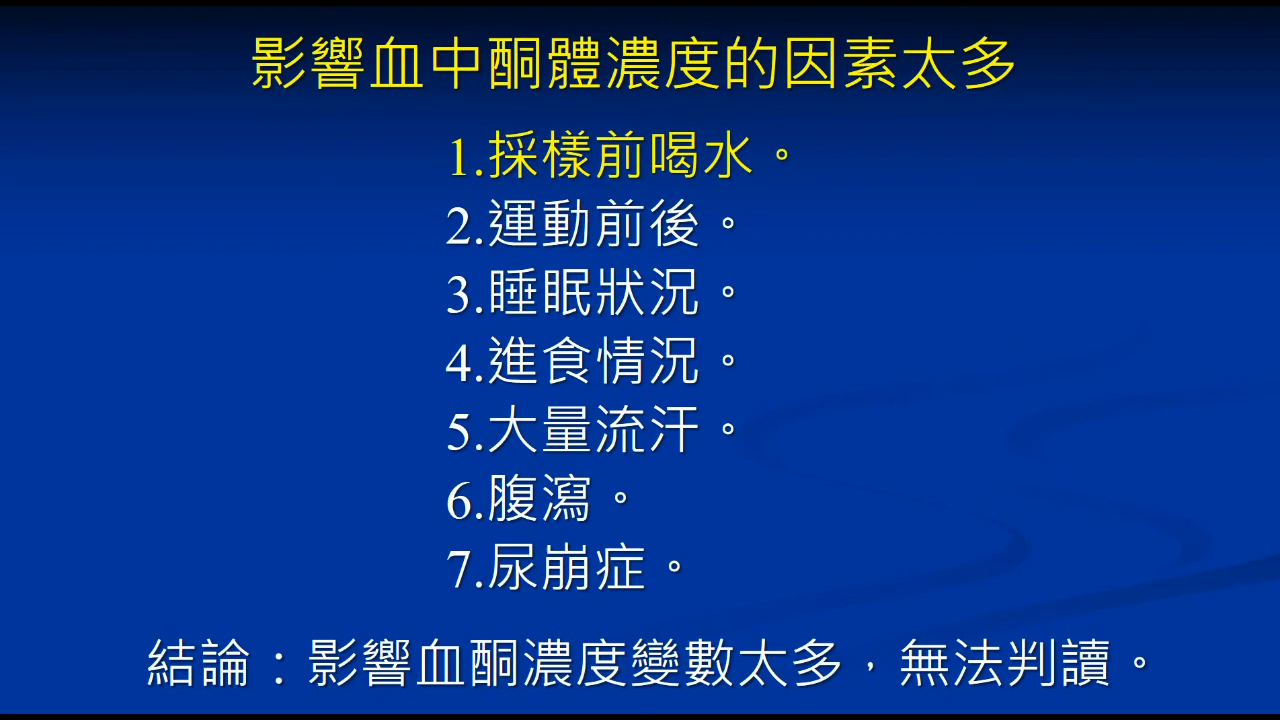 影響血中酮體濃度的因素太多
1.採樣前喝水。
2.運動前後。
3.睡眠狀況。
4.進食情況。
5.大量流汗。
6.腹瀉。
7.尿崩症。
結論：影響血酮濃度變數太多，無法判讀。